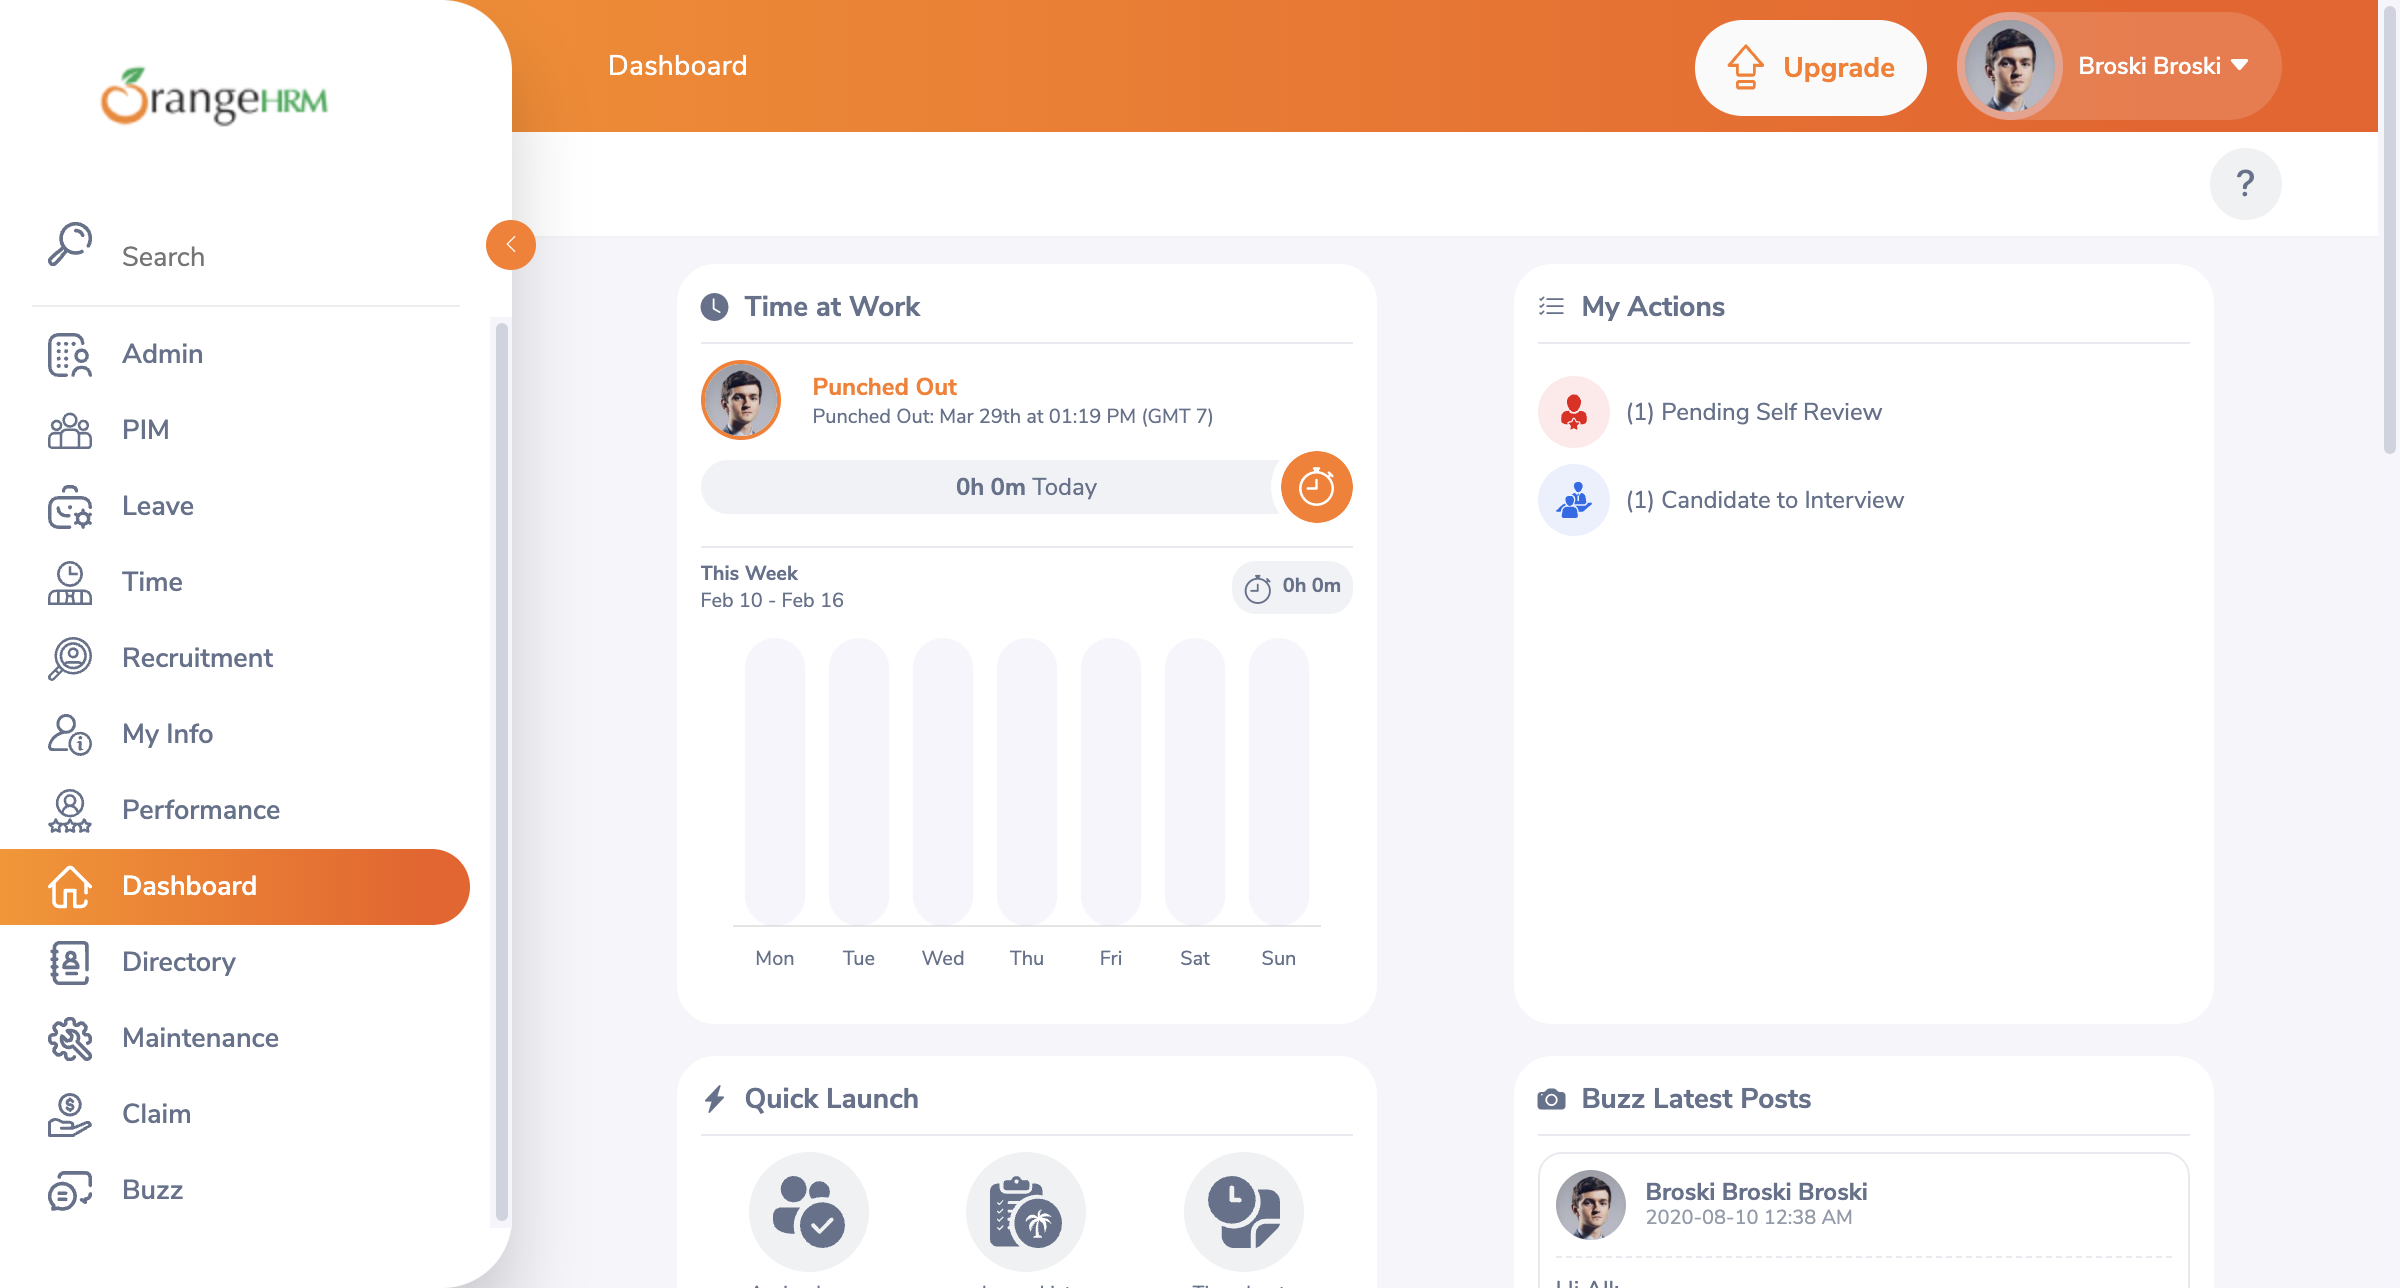 OrangeHRM
Search
Admin
PIM
Leave
Time
Recruitment
My Info
Performance
Dashboard
Directory
Maintenance
Claim
Buzz
Dashboard
Upgrade
Broski Broski
?
Time at Work
Punched Out
Punched Out: Mar 29th at 01:19 PM (GMT 7)
0h 0m Today
This Week
Feb 10 - Feb 16
0h 0m
Mon Tue Wed Thu Fri Sat Sun
My Actions
(1) Pending Self Review
(1) Candidate to Interview
Quick Launch
Buzz Latest Posts
Broski Broski Broski
2020-08-10 12:38 AM
Hi All;